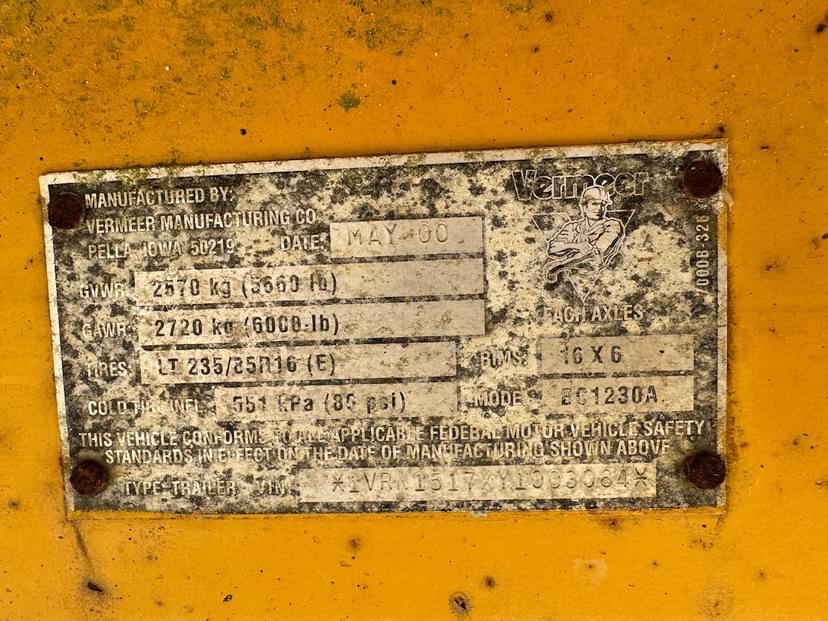 Vermeer
MANUFACTURED BY:
VERMEER MANUFACTURING CO
PELLA IOWA 50219 DATE: MAY 00
7000B-326
EACH AXLES
GVWR: 2570 kg (5660 lb)
GAWR: 2720 kg (6000 lb)
TIRES: LT 235/85R16 (E) RIMS: 16 X 6
COLD TIRE INFL: 551 kPa (80 psi) MODEL BC1230A
THIS VEHICLE CONFORMS TO ALL APPLICABLE FEDERAL MOTOR VEHICLE SAFETY
STANDARDS IN EFFECT ON THE DATE OF MANUFACTURING SHOWN ABOVE
TYPE-TRAILER VIN: